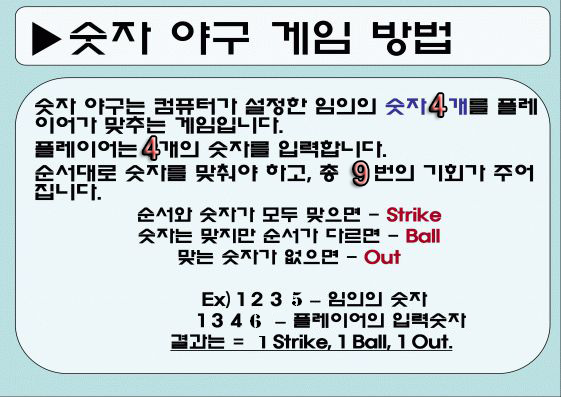 ▶숫자 야구 게임 방법
숫자 야구는 컴퓨터가 설정한 임의의 숫자4개를 플레
이어가 맞추는 게임입니다.
플레이어는4개의 숫자를 입력합니다.
순서대로 숫자를 맞춰야 하고, 총 9번의 기회가 주어
집니다.
순서와 숫자가 모두 맞으면 – Strike
숫자는 맞지만 순서가 다르면 – Ball
맞는 숫자가 없으면 – Out
Ex) 1 2 3 5 – 임의의 숫자
1 3 4 6 – 플레이어의 입력숫자
결과는 = 1 Strike, 1 Ball, 1 Out.